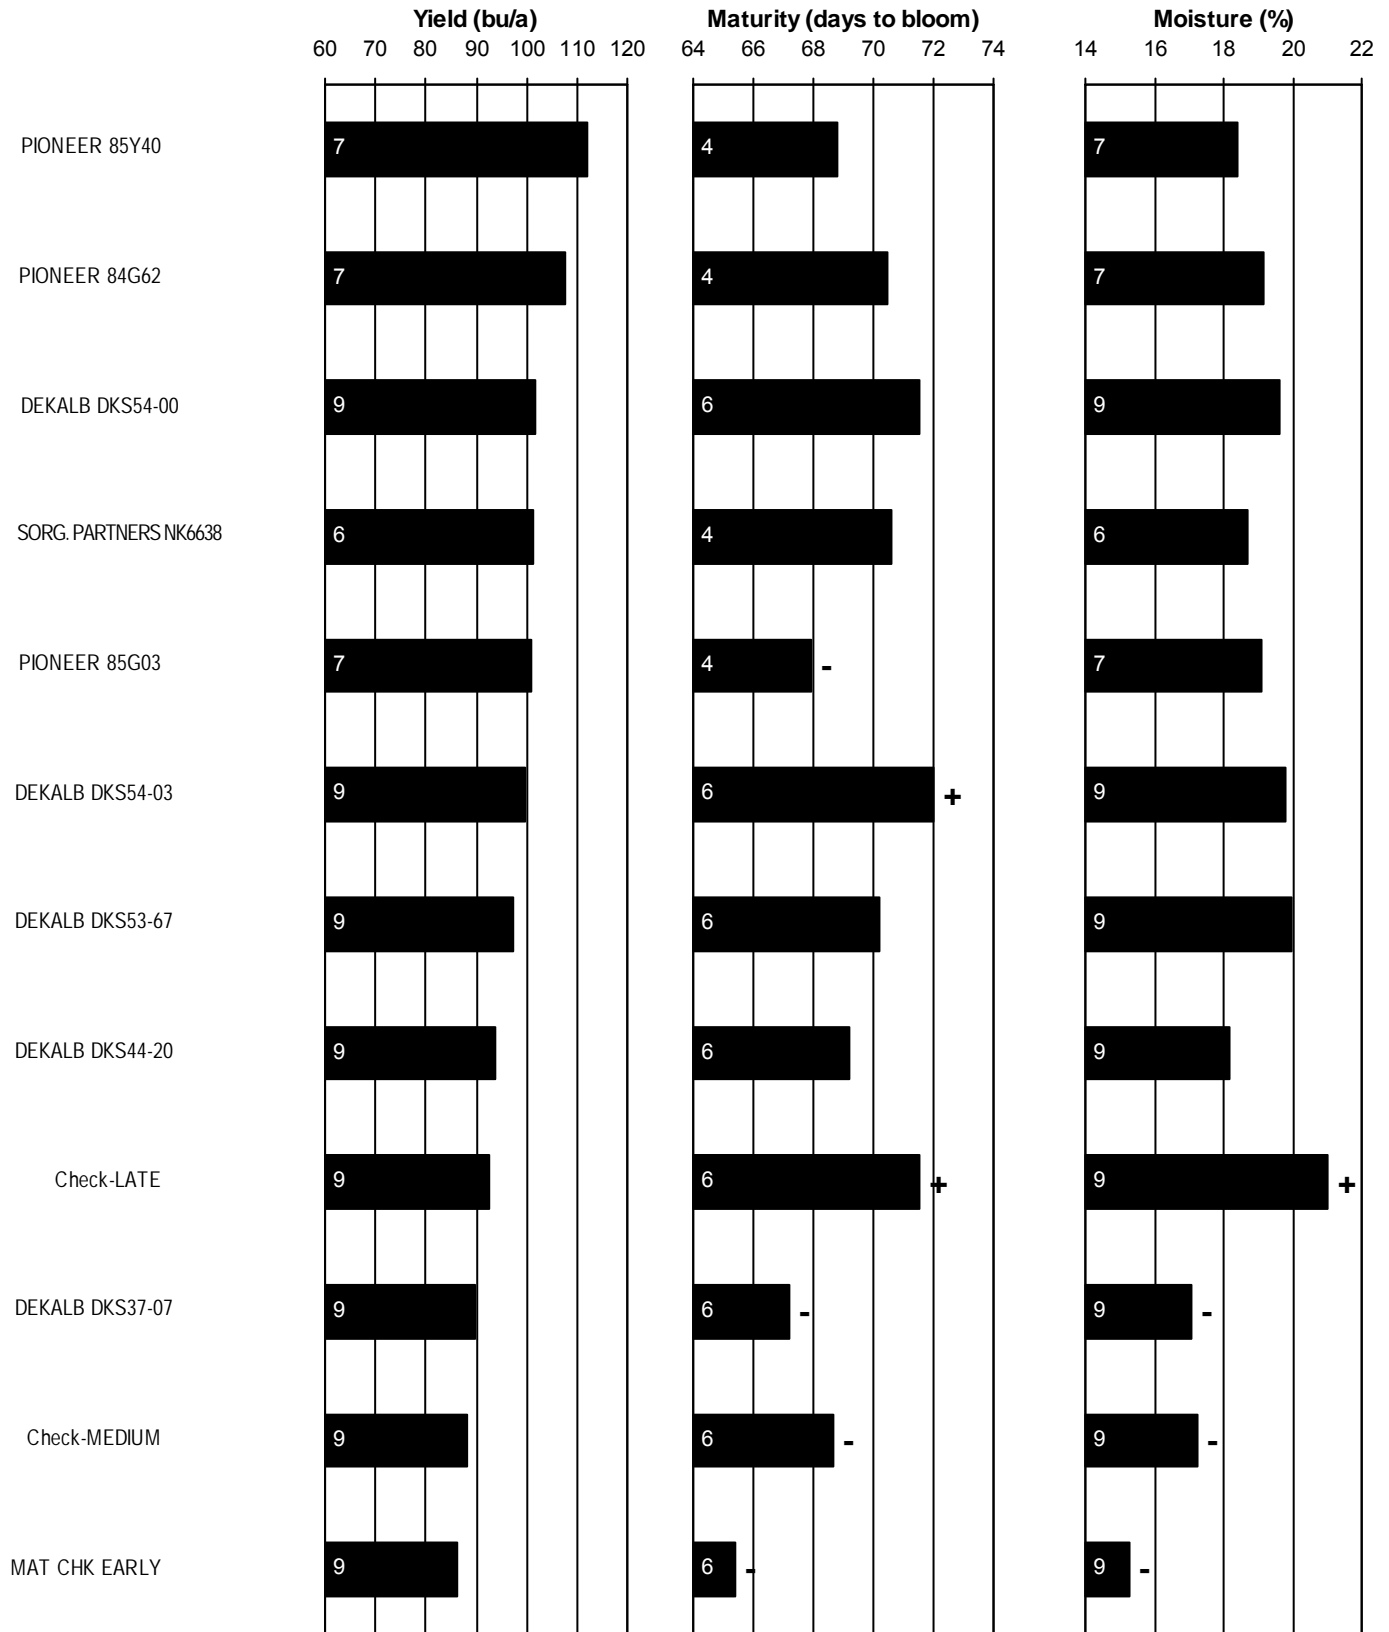 Yield (bu/a) Maturity (days to bloom) Moisture (%)
60 70 80 90 100 110 120 64 66 68 70 72 74 14 16 18 20 22
PIONEER 85Y40 7 4 7
PIONEER 84G62 7 4 7
DEKALB DKS54-00 9 6 9
SORG. PARTNERS NK6638 6 4 6
PIONEER 85G03 7 4 - 7
DEKALB DKS54-03 9 6 + 9
DEKALB DKS53-67 9 6 9
DEKALB DKS44-20 9 6 9
Check-LATE 9 6 + 9 +
DEKALB DKS37-07 9 6 - 9 -
Check-MEDIUM 9 6 - 9 -
MAT CHK EARLY 9 6 - 9 -